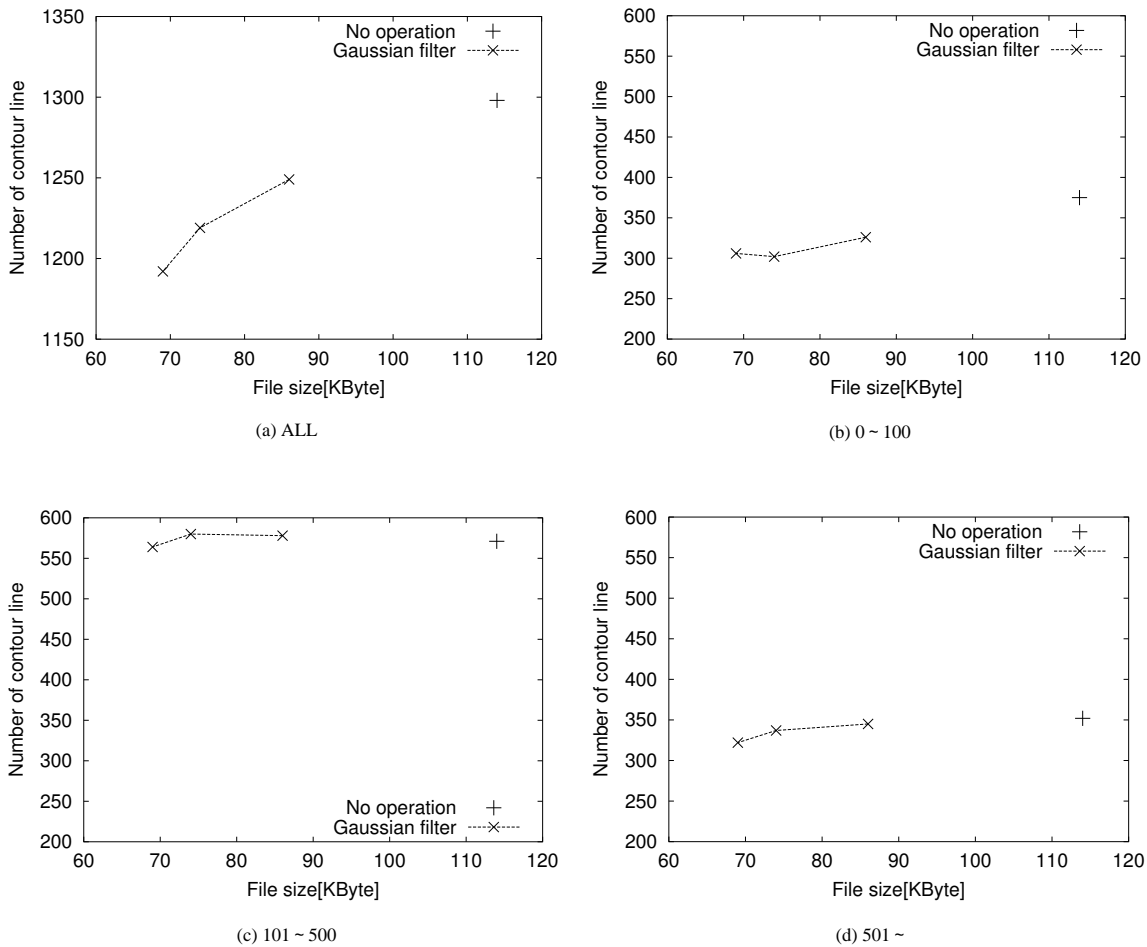 1350
1300
1250
1200
1150
Number of contour line
No operation
Gaussian filter
60 70 80 90 100 110 120
File size[KByte]
(a) ALL
600
550
500
450
400
350
300
250
200
Number of contour line
No operation
Gaussian filter
60 70 80 90 100 110 120
File size[KByte]
(b) 0 ~ 100
600
550
500
450
400
350
300
250
200
Number of contour line
No operation
Gaussian filter
60 70 80 90 100 110 120
File size[KByte]
(c) 101 ~ 500
600
550
500
450
400
350
300
250
200
Number of contour line
No operation
Gaussian filter
60 70 80 90 100 110 120
File size[KByte]
(d) 501 ~